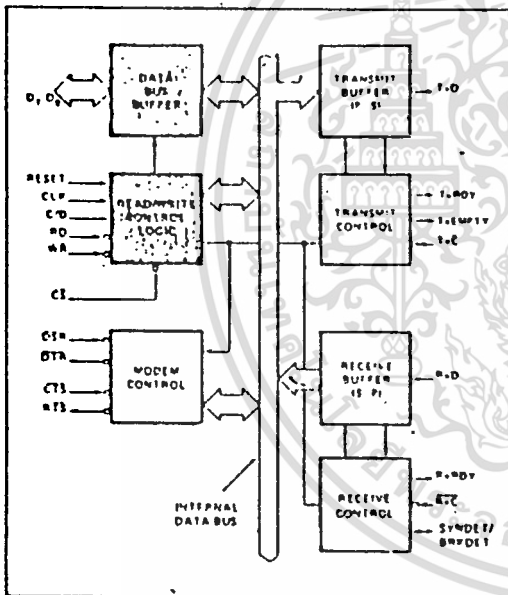 DATA
BUS
BUFFER
D7 D0
TRANSMIT
BUFFER
(P S)
TxD
RESET
CLK
C/D
RD
WR
CS
READ/WRITE
CONTROL
LOGIC
TRANSMIT
CONTROL
TxRDY
TxEMPTY
TxC
DSR
DTR
CTS
RTS
MODEM
CONTROL
RECEIVE
BUFFER
(S P)
RxD
INTERNAL
DATA BUS
RECEIVE
CONTROL
RxRDY
RxC
SYNDET/
BRKDET